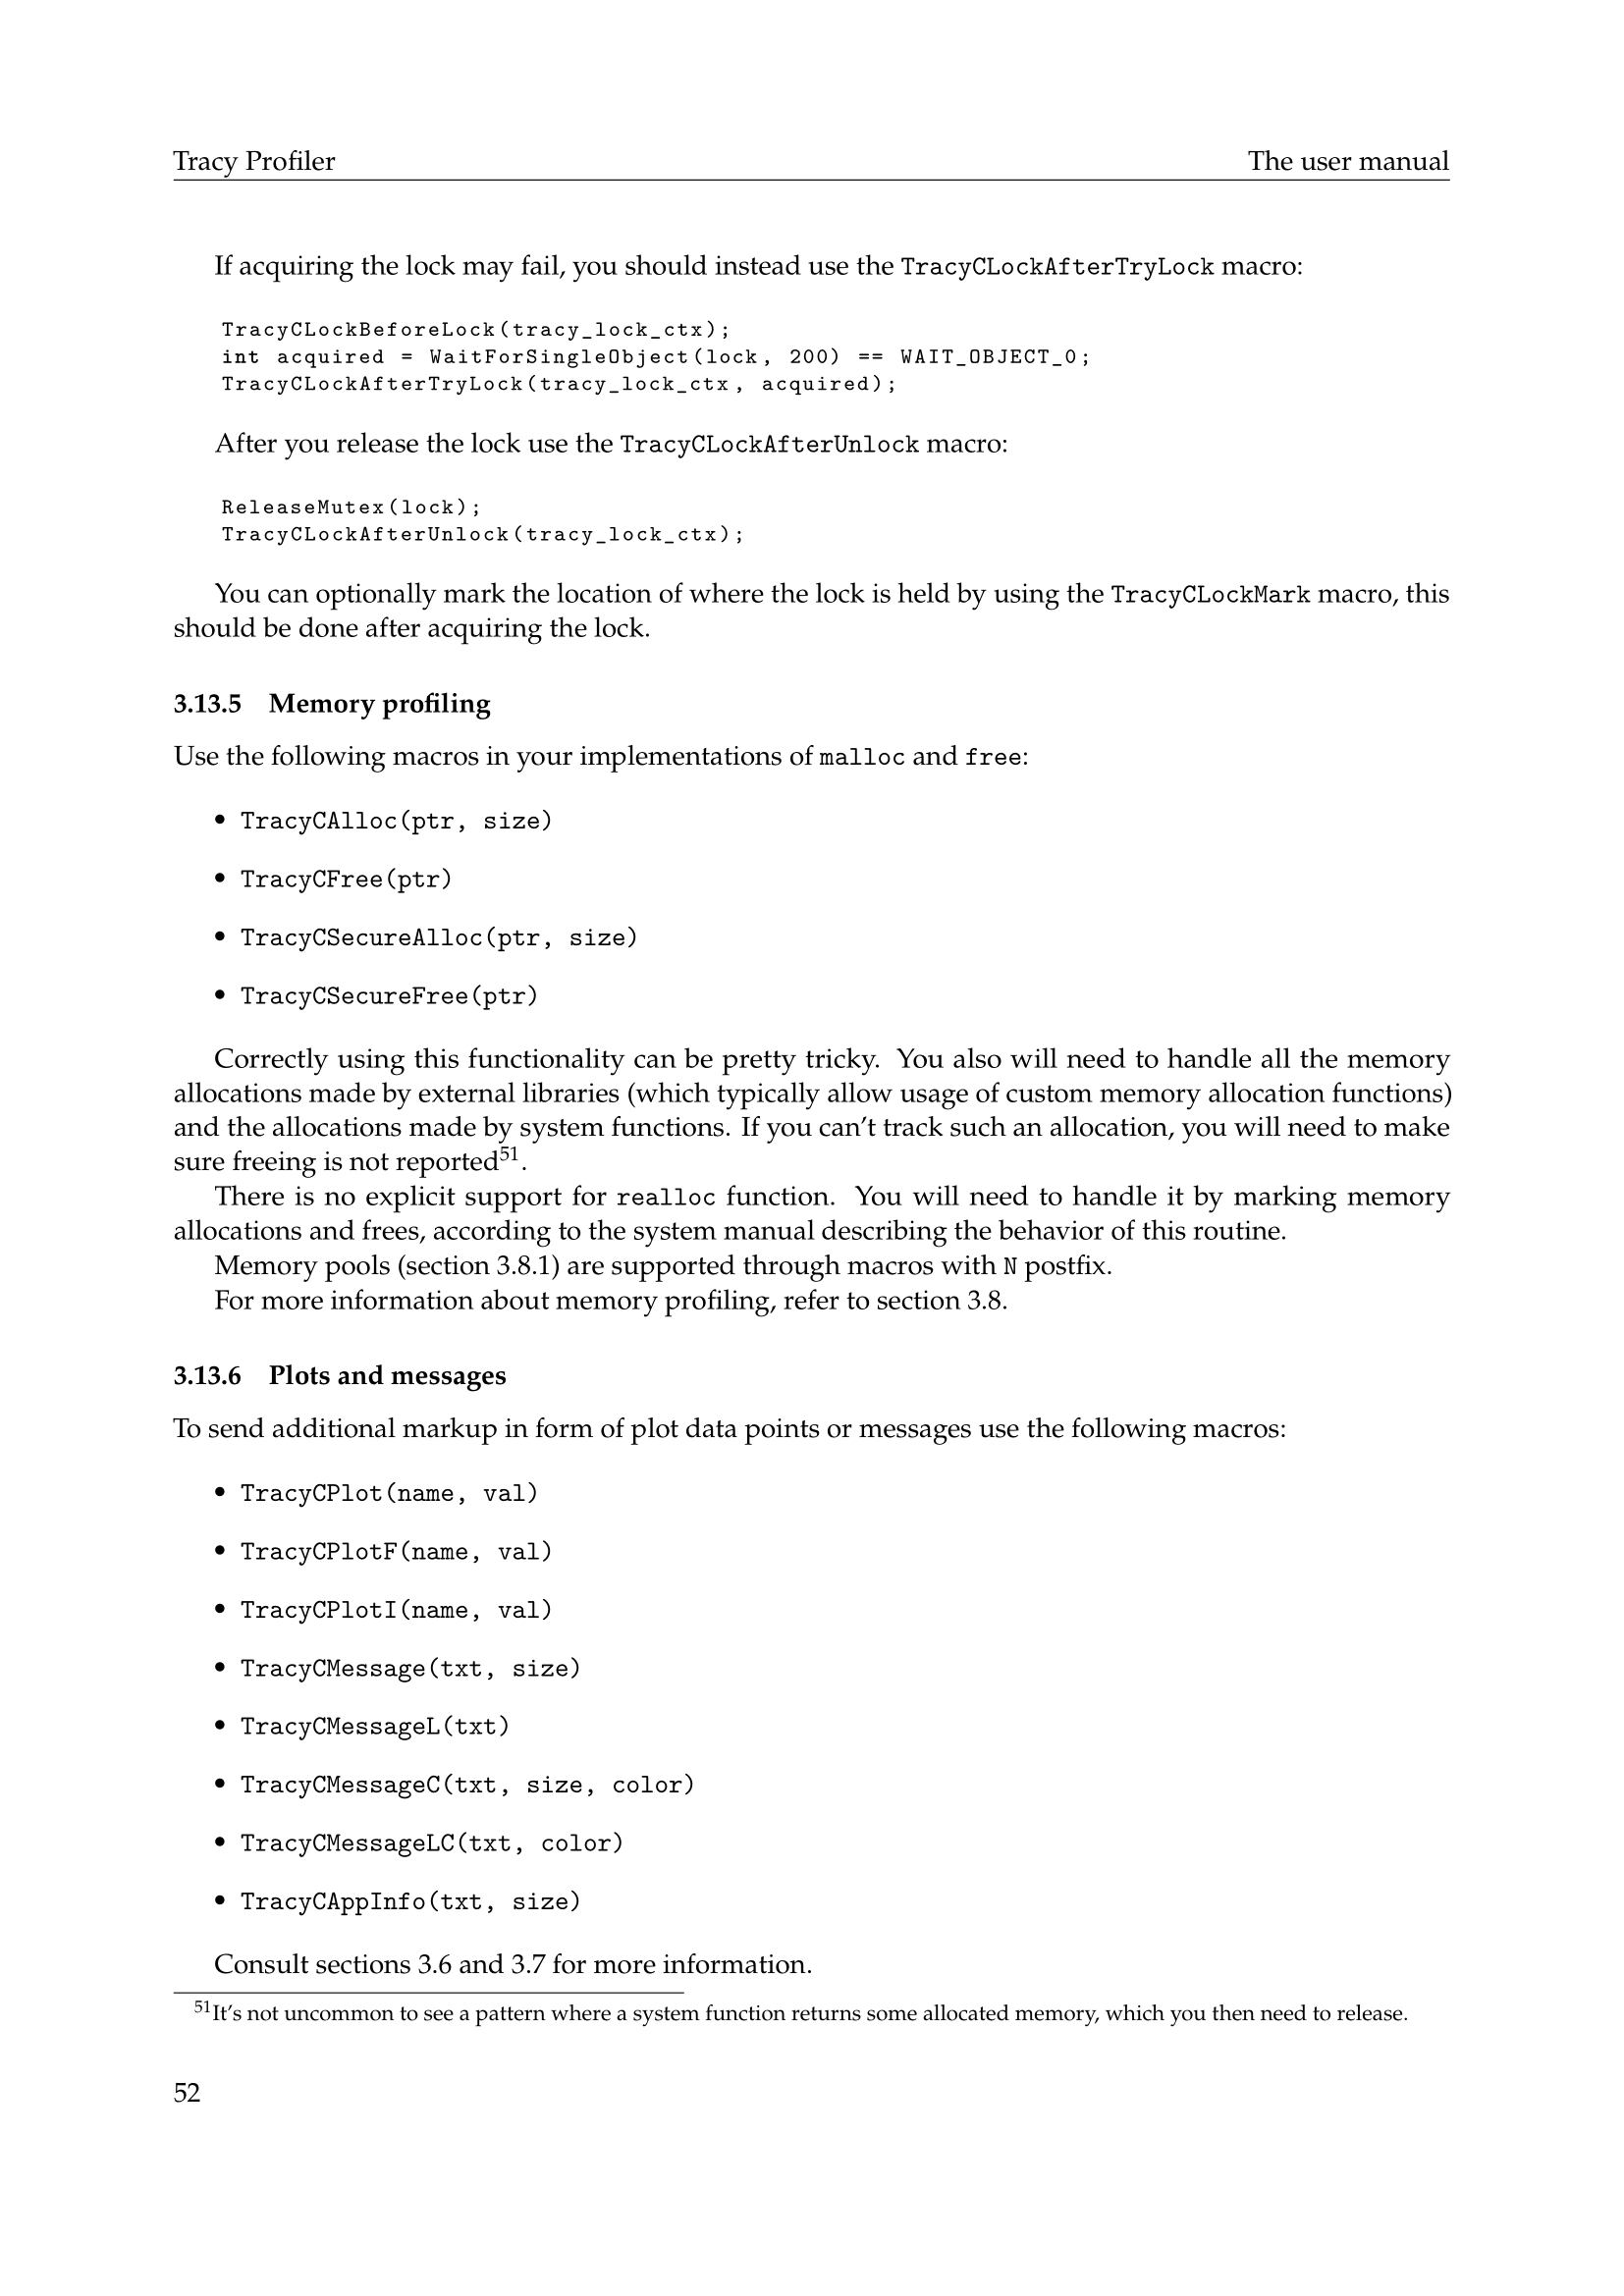 Tracy Profiler The user manual
If acquiring the lock may fail, you should instead use the TracyCLockAfterTryLock macro:
TracyCLockBeforeLock(tracy_lock_ctx);
int acquired = WaitForSingleObject(lock, 200) == WAIT_OBJECT_0;
TracyCLockAfterTryLock(tracy_lock_ctx, acquired);
After you release the lock use the TracyCLockAfterUnlock macro:
ReleaseMutex(lock);
TracyCLockAfterUnlock(tracy_lock_ctx);
You can optionally mark the location of where the lock is held by using the TracyCLockMark macro, this
should be done after acquiring the lock.
3.13.5 Memory profiling
Use the following macros in your implementations of malloc and free:
• TracyCAlloc(ptr, size)
• TracyCFree(ptr)
• TracyCSecureAlloc(ptr, size)
• TracyCSecureFree(ptr)
Correctly using this functionality can be pretty tricky. You also will need to handle all the memory
allocations made by external libraries (which typically allow usage of custom memory allocation functions)
and the allocations made by system functions. If you can't track such an allocation, you will need to make
sure freeing is not reported51.
There is no explicit support for realloc function. You will need to handle it by marking memory
allocations and frees, according to the system manual describing the behavior of this routine.
Memory pools (section 3.8.1) are supported through macros with N postfix.
For more information about memory profiling, refer to section 3.8.
3.13.6 Plots and messages
To send additional markup in form of plot data points or messages use the following macros:
• TracyCPlot(name, val)
• TracyCPlotF(name, val)
• TracyCPlotI(name, val)
• TracyCMessage(txt, size)
• TracyCMessageL(txt)
• TracyCMessageC(txt, size, color)
• TracyCMessageLC(txt, color)
• TracyCAppInfo(txt, size)
Consult sections 3.6 and 3.7 for more information.
51It's not uncommon to see a pattern where a system function returns some allocated memory, which you then need to release.
52